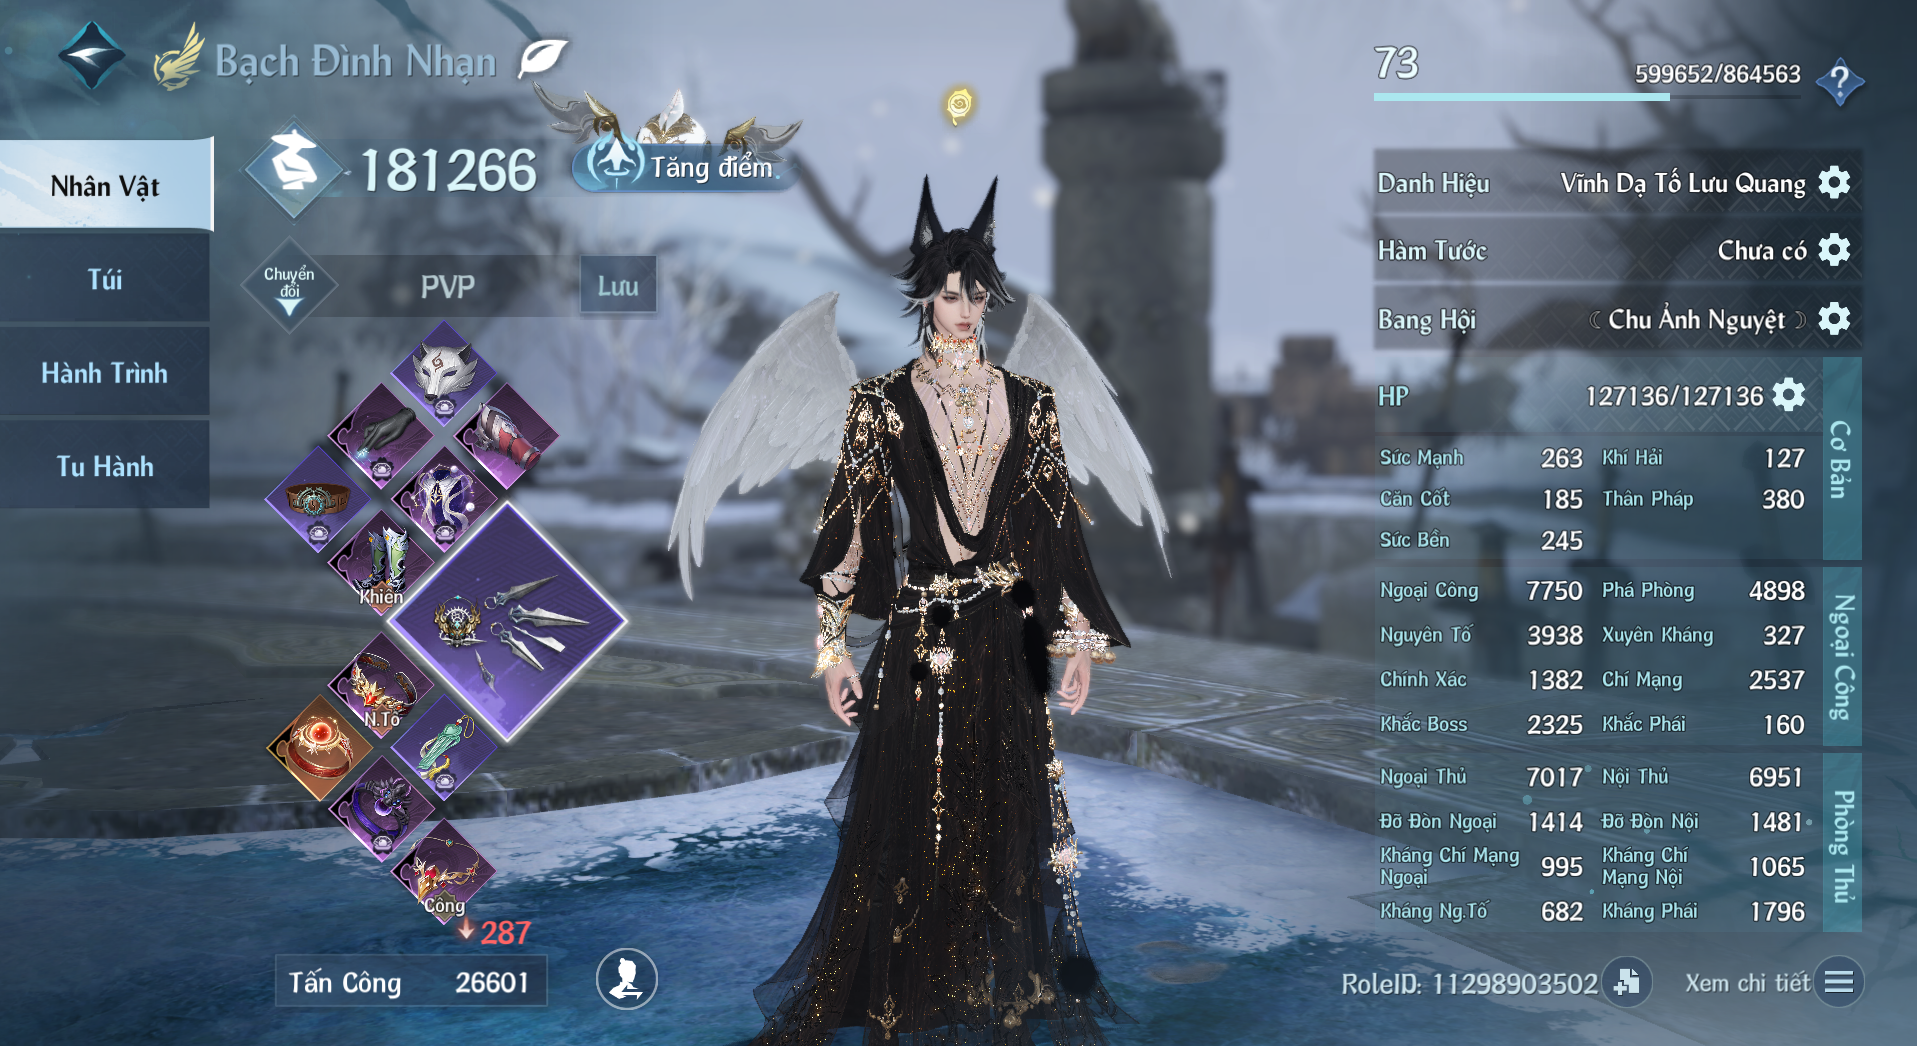 Bạch Đình Nhạn
73
599652/864563
?
Nhân Vật
Túi
Hành Trình
Tu Hành
181266
Tăng điểm
Chuyển
đổi
PVP
Lưu
Khiên
N.Tố
Công
287
Tấn Công 26601
Danh Hiệu Vĩnh Dạ Tố Lưu Quang
Hàm Tước Chưa có
Bang Hội ☾Chu Ảnh Nguyệt☽
HP 127136/127136
Sức Mạnh 263 Khí Hải 127
Căn Cốt 185 Thân Pháp 380
Sức Bền 245
Cơ Bản
Ngoại Công 7750 Phá Phòng 4898
Nguyên Tố 3938 Xuyên Kháng 327
Chính Xác 1382 Chí Mạng 2537
Khắc Boss 2325 Khắc Phái 160
Ngoại Công
Ngoại Thủ 7017 Nội Thủ 6951
Đỡ Đòn Ngoại 1414 Đỡ Đòn Nội 1481
Kháng Chí Mạng Ngoại 995 Kháng Chí Mạng Nội 1065
Kháng Ng.Tố 682 Kháng Phái 1796
Phòng Thủ
RoleID: 11298903502
Xem chi tiết